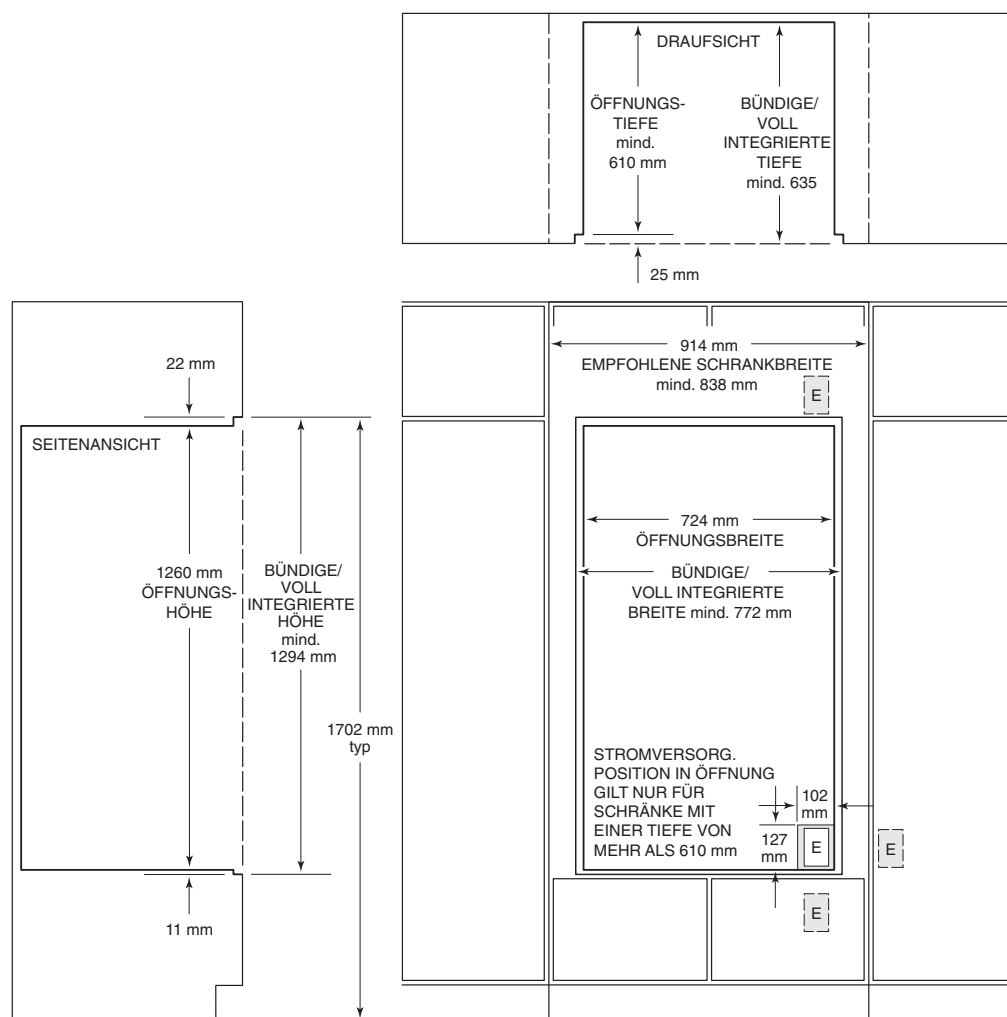 DRAUFSICHT
ÖFFNUNGS-
TIEFE
mind.
610 mm
BÜNDIGE/
VOLL
INTEGRIERTE
TIEFE
mind. 635
25 mm
22 mm
SEITENANSICHT
1260 mm
ÖFFNUNGS-
HÖHE
BÜNDIGE/
VOLL
INTEGRIERTE
HÖHE
mind.
1294 mm
1702 mm
typ
11 mm
914 mm
EMPFOHLENE SCHRANKBREITE
mind. 838 mm
E
724 mm
ÖFFNUNGSBREITE
BÜNDIGE/
VOLL INTEGRIERTE
BREITE mind. 772 mm
STROMVERSORG.
POSITION IN ÖFFNUNG
GILT NUR FÜR
SCHRÄNKE MIT
EINER TIEFE VON
MEHR ALS 610 mm
102
mm
127
mm
E
E
E